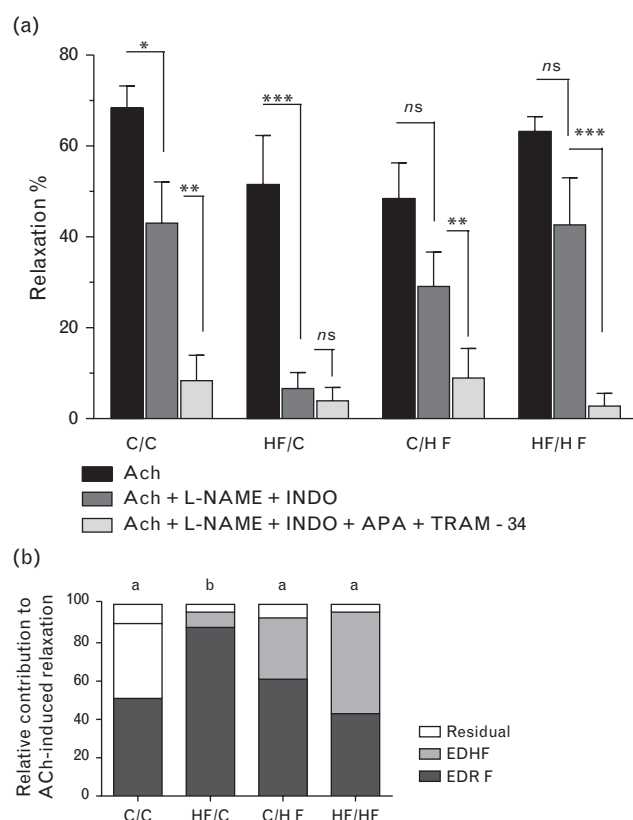 (a)
80
60
40
20
0
Relaxation %
*
**
***
ns
ns
**
ns
***
C/C HF/C C/H F HF/H F
Ach
Ach + L-NAME + INDO
Ach + L-NAME + INDO + APA + TRAM - 34
(b)
Relative contribution to
ACh-induced relaxation
100
80
60
40
20
0
a b a a
C/C HF/C C/H F HF/HF
Residual
EDHF
EDR F